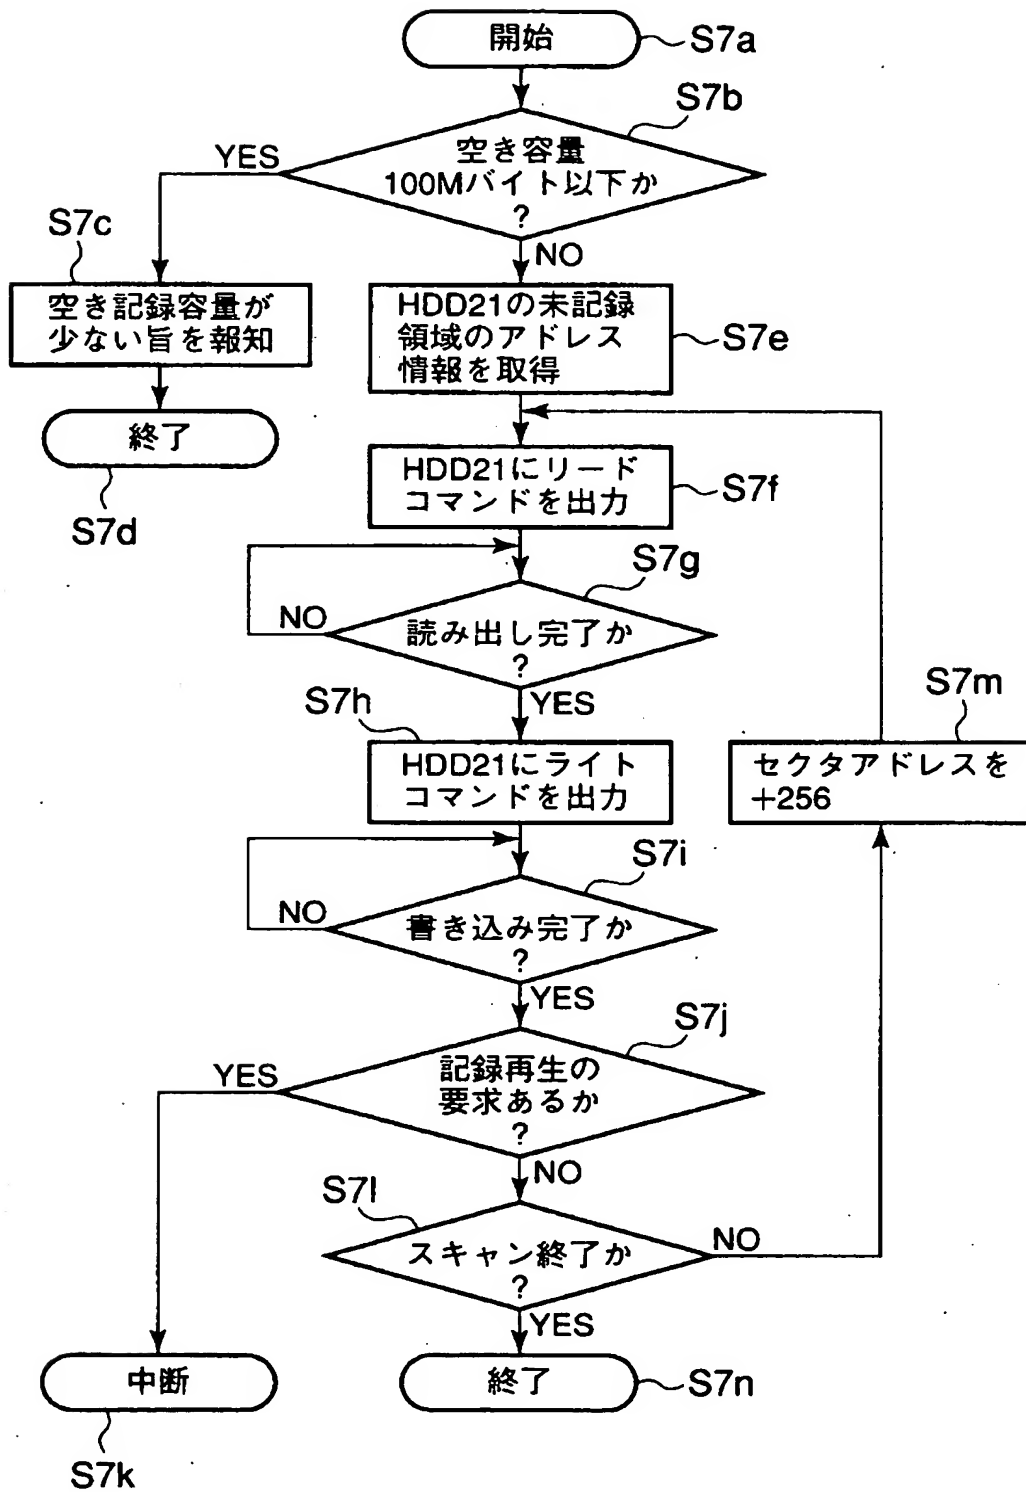 開始
S7a
S7b
空き容量
100Mバイト以下か
?
YES
NO
S7c
空き記録容量が
少ない旨を報知
終了
S7d
HDD21の未記録
領域のアドレス
情報を取得
S7e
HDD21にリード
コマンドを出力
S7f
S7g
読み出し完了か
?
NO
YES
S7h
HDD21にライト
コマンドを出力
S7m
セクタアドレスを
+256
S7i
書き込み完了か
?
NO
YES
S7j
記録再生の
要求あるか
?
YES
NO
S7l
スキャン終了か
?
NO
YES
中断
S7k
終了
S7n